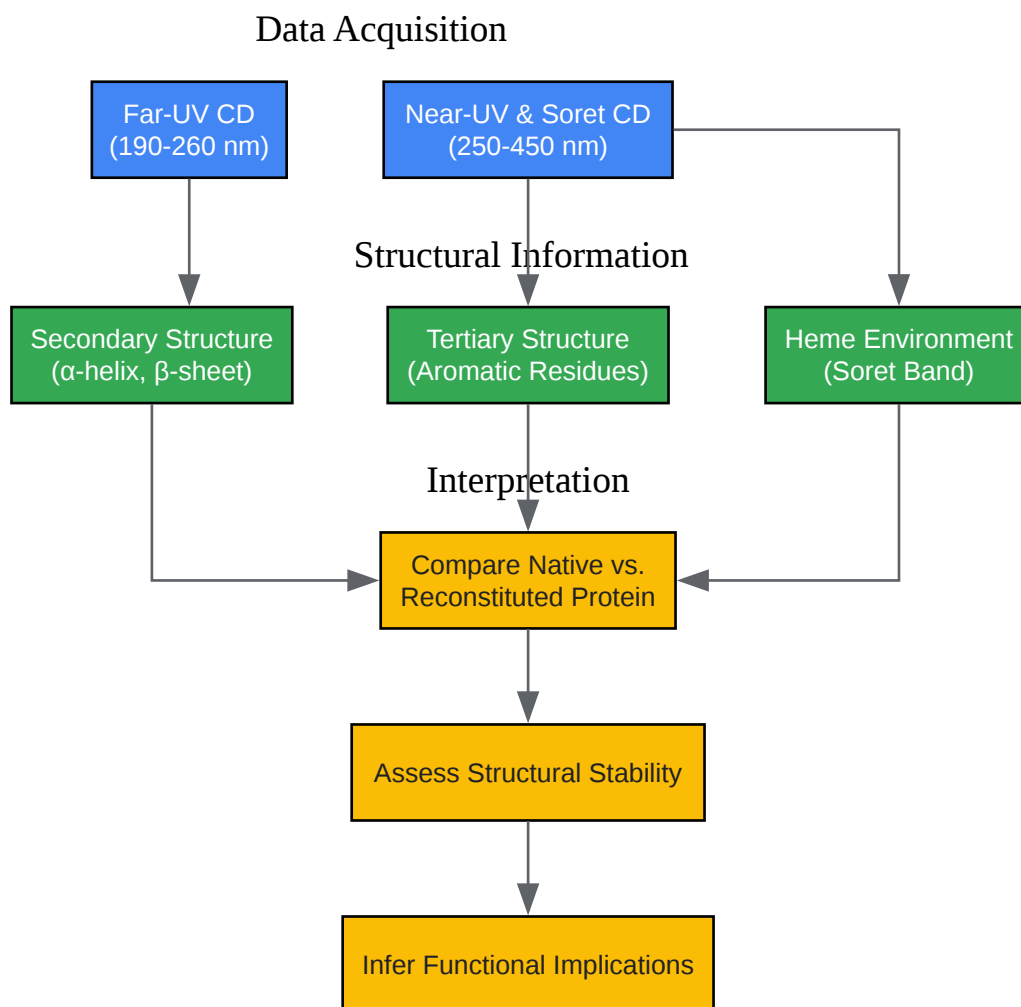 Data Acquisition
Far-UV CD
(190-260 nm)
Near-UV & Soret CD
(250-450 nm)
Structural Information
Secondary Structure
(α-helix, β-sheet)
Tertiary Structure
(Aromatic Residues)
Heme Environment
(Soret Band)
Interpretation
Compare Native vs.
Reconstituted Protein
Assess Structural Stability
Infer Functional Implications